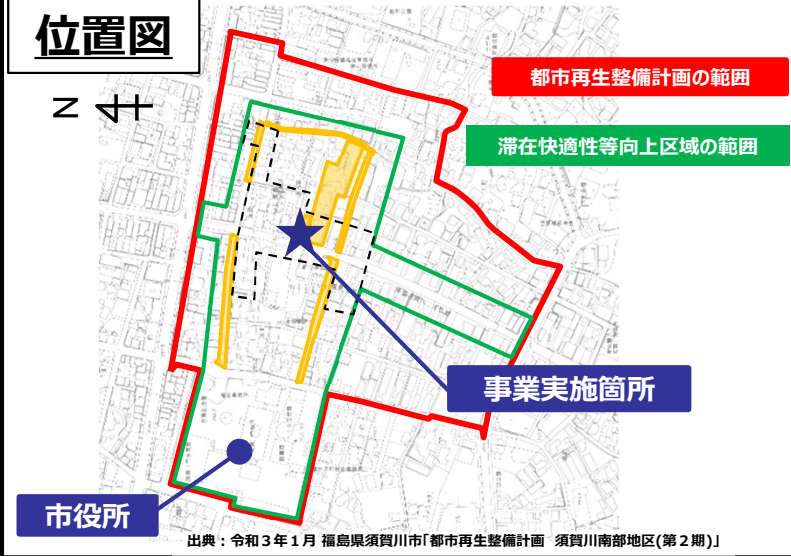 位置図
N
都市再生整備計画の範囲
滞在快適性等向上区域の範囲
事業実施箇所
市役所
出典：令和３年１月 福島県須賀川市「都市再生整備計画 須賀川南部地区(第２期)」